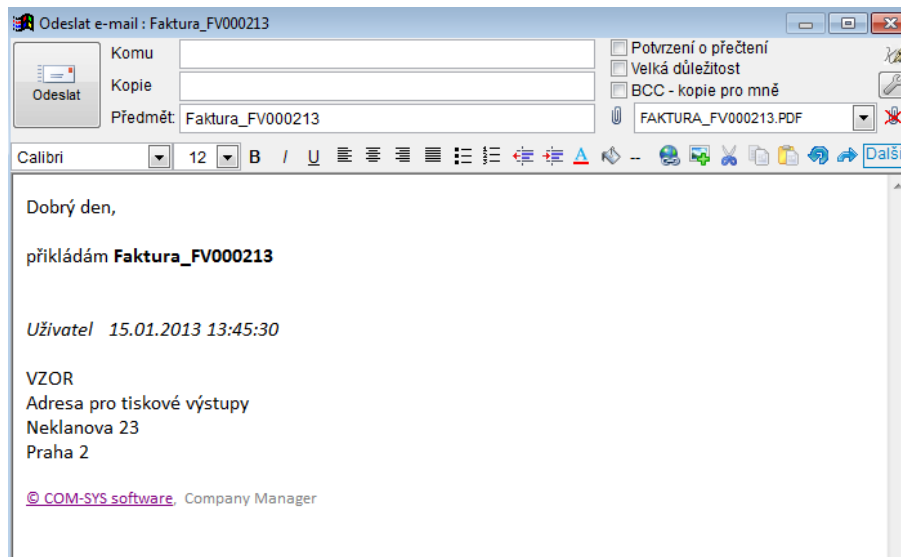 Odeslat e-mail : Faktura_FV000213
Odeslat
Komu
Kopie
Předmět
Faktura_FV000213
Potvrzení o přečtení
Velká důležitost
BCC - kopie pro mně
FAKTURA_FV000213.PDF
Calibri 12 B I U A -- Další
Dobrý den,
přikládám Faktura_FV000213
Uživatel 15.01.2013 13:45:30
VZOR
Adresa pro tiskové výstupy
Neklanova 23
Praha 2
© COM-SYS software, Company Manager